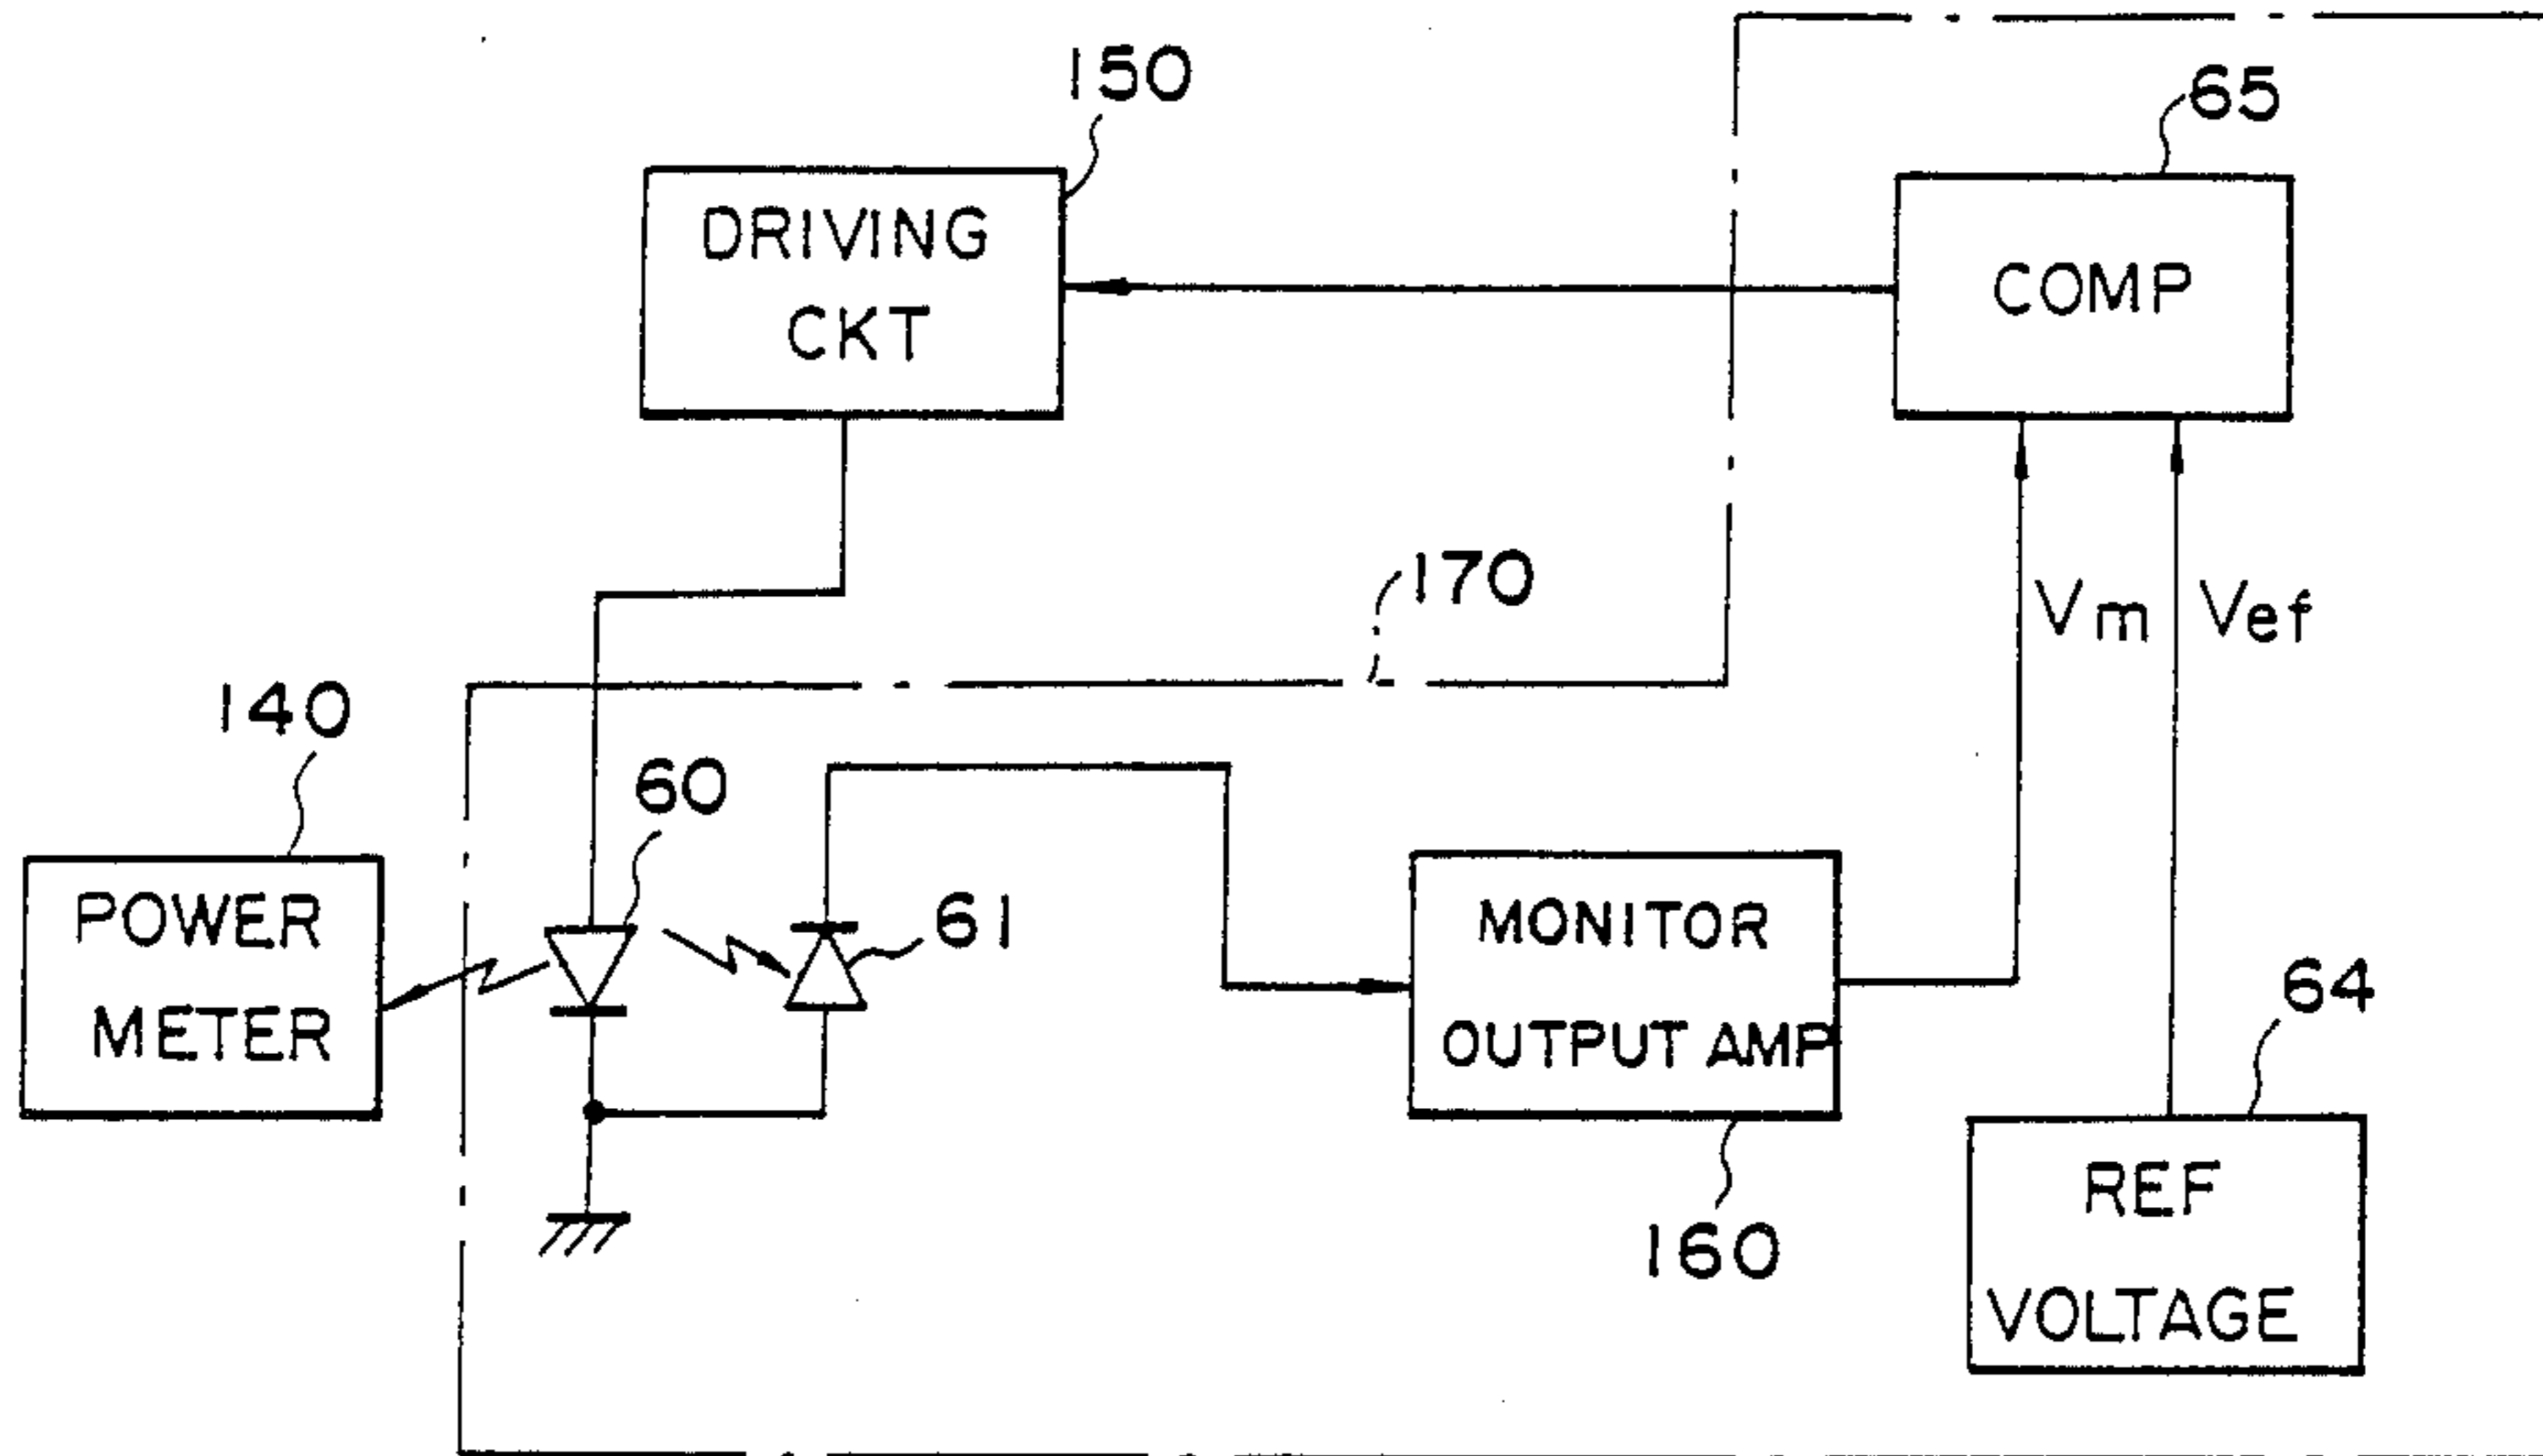 150
65
DRIVING
CKT
COMP
170
Vm
Vef
140
60
POWER
METER
61
MONITOR
OUTPUT AMP
64
160
REF
VOLTAGE